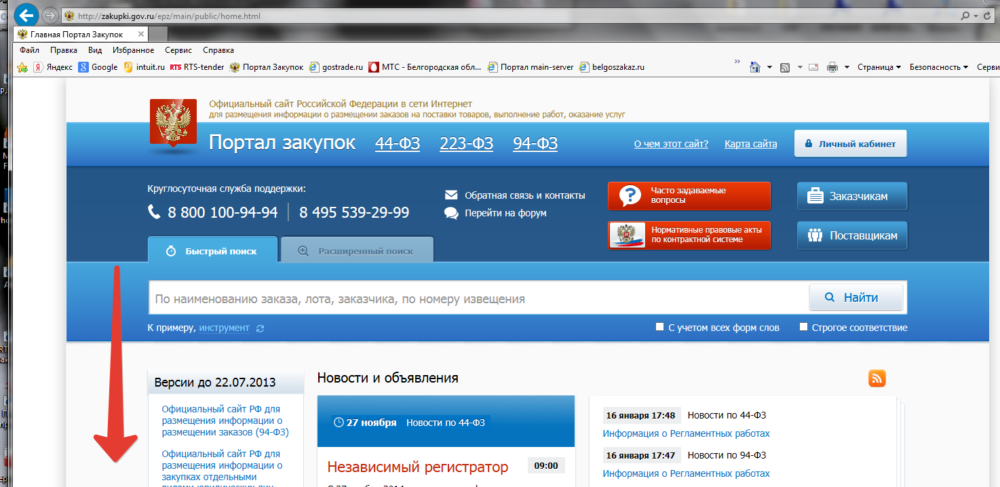 http://zakupki.gov.ru/epz/main/public/home.html
Главная Портал Закупок
Файл Правка Вид Избранное Сервис Справка
Яндекс Google intuit.ru RTS-tender Портал Закупок gostrade.ru МТС - Белгородская обл... Портал main-server belgoszakaz.ru » Страница Безопасность
Официальный сайт Российской Федерации в сети Интернет
для размещения информации о размещении заказов на поставки товаров, выполнение работ, оказание услуг
Портал закупок 44-ФЗ 223-ФЗ 94-ФЗ О чем этот сайт? Карта сайта Личный кабинет
Круглосуточная служба поддержки:
8 800 100-94-94 8 495 539-29-99
Обратная связь и контакты
Перейти на форум
Часто задаваемые
вопросы
Нормативные правовые акты
по контрактной системе
Заказчикам
Поставщикам
Быстрый поиск Расширенный поиск
По наименованию заказа, лота, заказчика, по номеру извещения Найти
К примеру, инструмент С учетом всех форм слов Строгое соответствие
Версии до 22.07.2013
Официальный сайт РФ для
размещения информации о
размещении заказов (94-ФЗ)
Официальный сайт РФ для
размещения информации о
закупках отдельными
Новости и объявления
27 ноября Новости по 44-ФЗ
Независимый регистратор 09:00
16 января 17:48 Новости по 44-ФЗ
Информация о Регламентных работах
16 января 17:47 Новости по 94-ФЗ
Информация о Регламентных работах